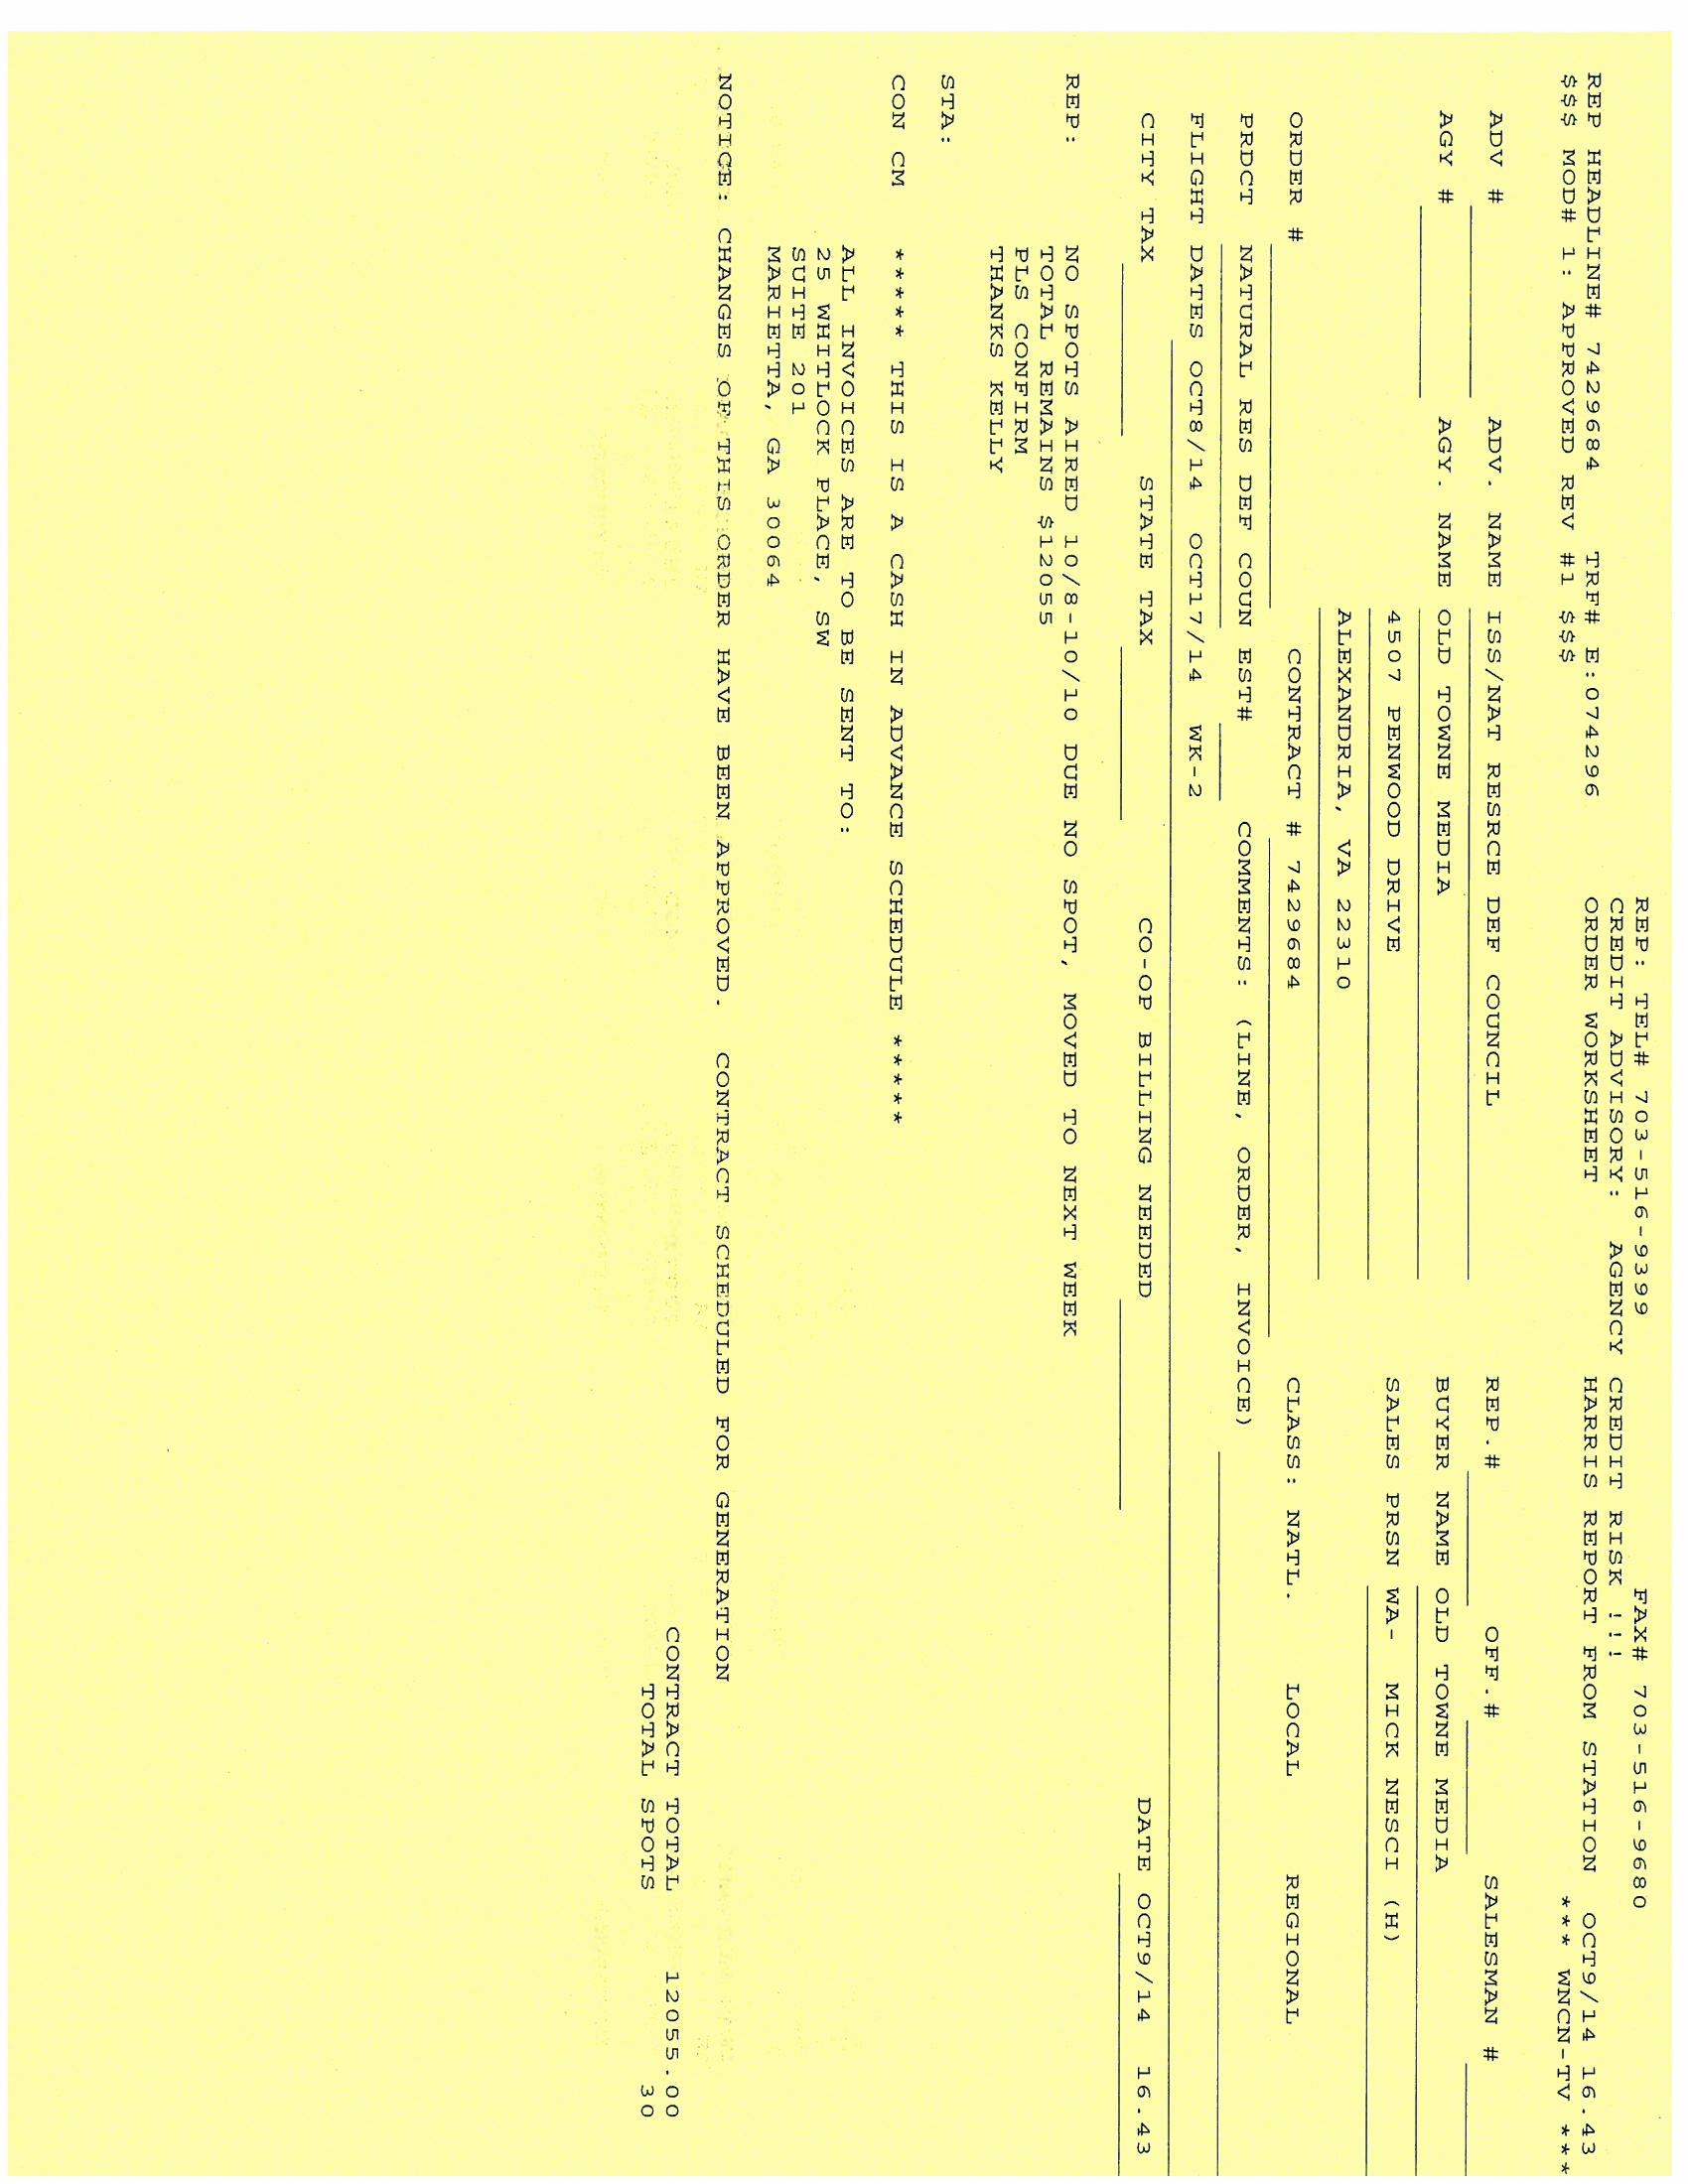 REP: TEL# 703-516-9399 FAX# 703-516-9680
CREDIT ADVISORY: AGENCY CREDIT RISK !!!
REP HEADLINE# 7429684 TRF# E:074296 ORDER WORKSHEET HARRIS REPORT FROM STATION OCT9/14 16.43
$$$ MOD# 1: APPROVED REV #1 $$$ *** WNCN-TV ***
ADV # ADV. NAME ISS/NAT RESRCE DEF COUNCIL REP.# OFF.# SALESMAN #
AGY # AGY. NAME OLD TOWNE MEDIA BUYER NAME OLD TOWNE MEDIA
4507 PENWOOD DRIVE SALES PRSN WA- MICK NESCI (H)
ALEXANDRIA, VA 22310
ORDER # CONTRACT # 7429684 CLASS: NATL. LOCAL REGIONAL
PRDCT NATURAL RES DEF COUN EST# COMMENTS: (LINE, ORDER, INVOICE)
FLIGHT DATES OCT8/14 OCT17/14 WK-2
CITY TAX STATE TAX CO-OP BILLING NEEDED DATE OCT9/14 16.43
REP: NO SPOTS AIRED 10/8-10/10 DUE NO SPOT, MOVED TO NEXT WEEK
TOTAL REMAINS $12055
PLS CONFIRM
THANKS KELLY
STA:
CON CM ***** THIS IS A CASH IN ADVANCE SCHEDULE *****
ALL INVOICES ARE TO BE SENT TO:
25 WHITLOCK PLACE, SW
SUITE 201
MARIETTA, GA 30064
NOTICE: CHANGES OF THIS ORDER HAVE BEEN APPROVED. CONTRACT SCHEDULED FOR GENERATION
CONTRACT TOTAL 12055.00
TOTAL SPOTS 30